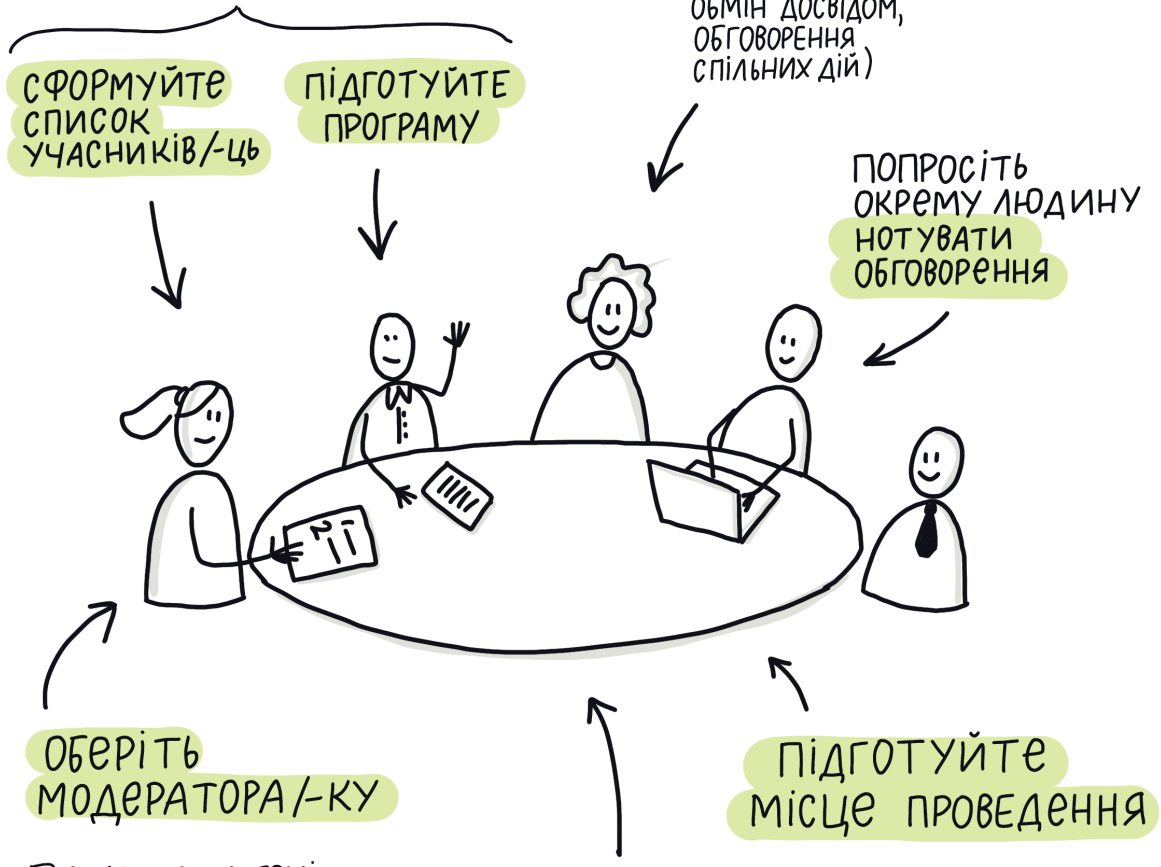 ОБМІН ДОСВІДОМ,
ОБГОВОРЕННЯ
СПІЛЬНИХ ДІЙ)
СФОРМУЙТЕ
СПИСОК
УЧАСНИКІВ/-ЦЬ
ПІДГОТУЙТЕ
ПРОГРАМУ
ПОПРОСІТЬ
ОКРЕМУ ЛЮДИНУ
НОТУВАТИ
ОБГОВОРЕННЯ
ОБЕРІТЬ
МОДЕРАТОРА/-КУ
ПІДГОТУЙТЕ
МІСЦЕ ПРОВЕДЕННЯ